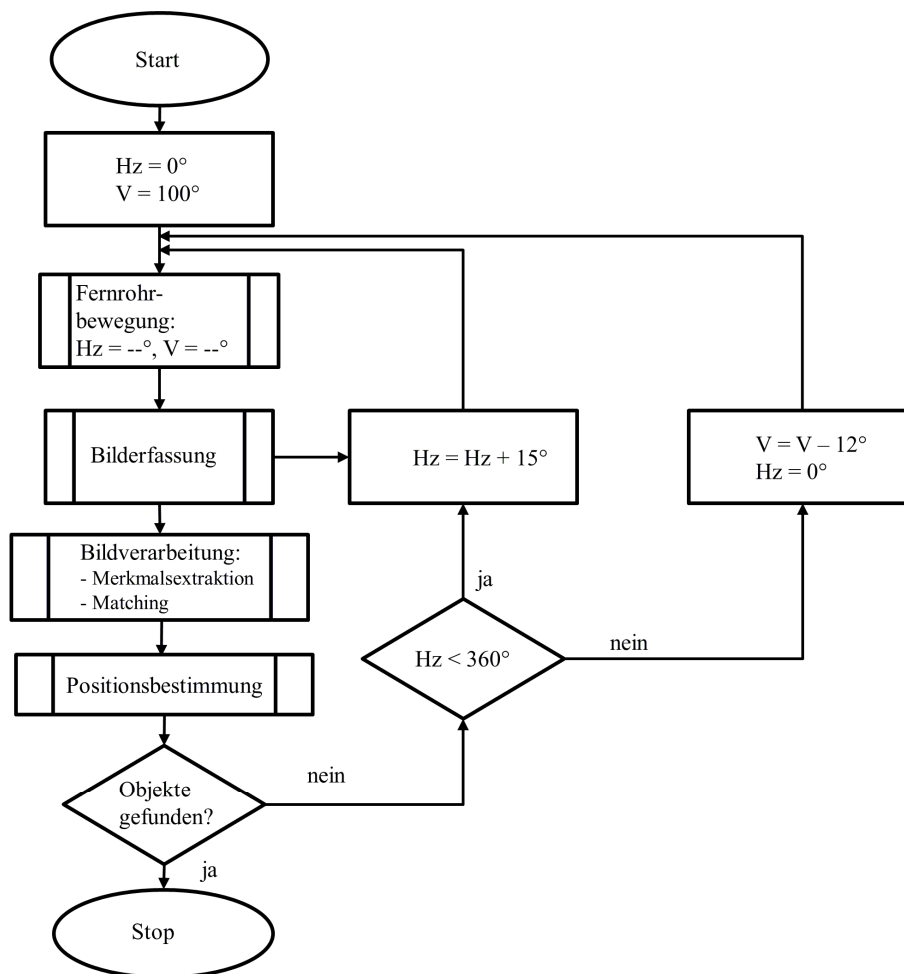 Start
Hz = 0°
V = 100°
Fernrohr-
bewegung:
Hz = --°, V = --°
Bilderfassung
Hz = Hz + 15°
V = V – 12°
Hz = 0°
Bildverarbeitung:
- Merkmalsextraktion
- Matching
ja
Hz < 360°
nein
Positionsbestimmung
Objekte
gefunden?
nein
ja
Stop